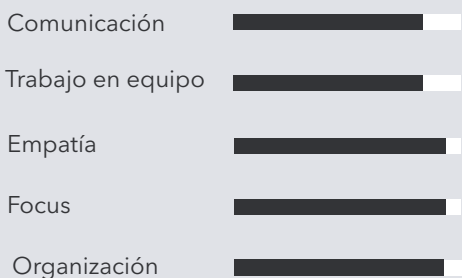 Comunicación
Trabajo en equipo
Empatía
Focus
Organización